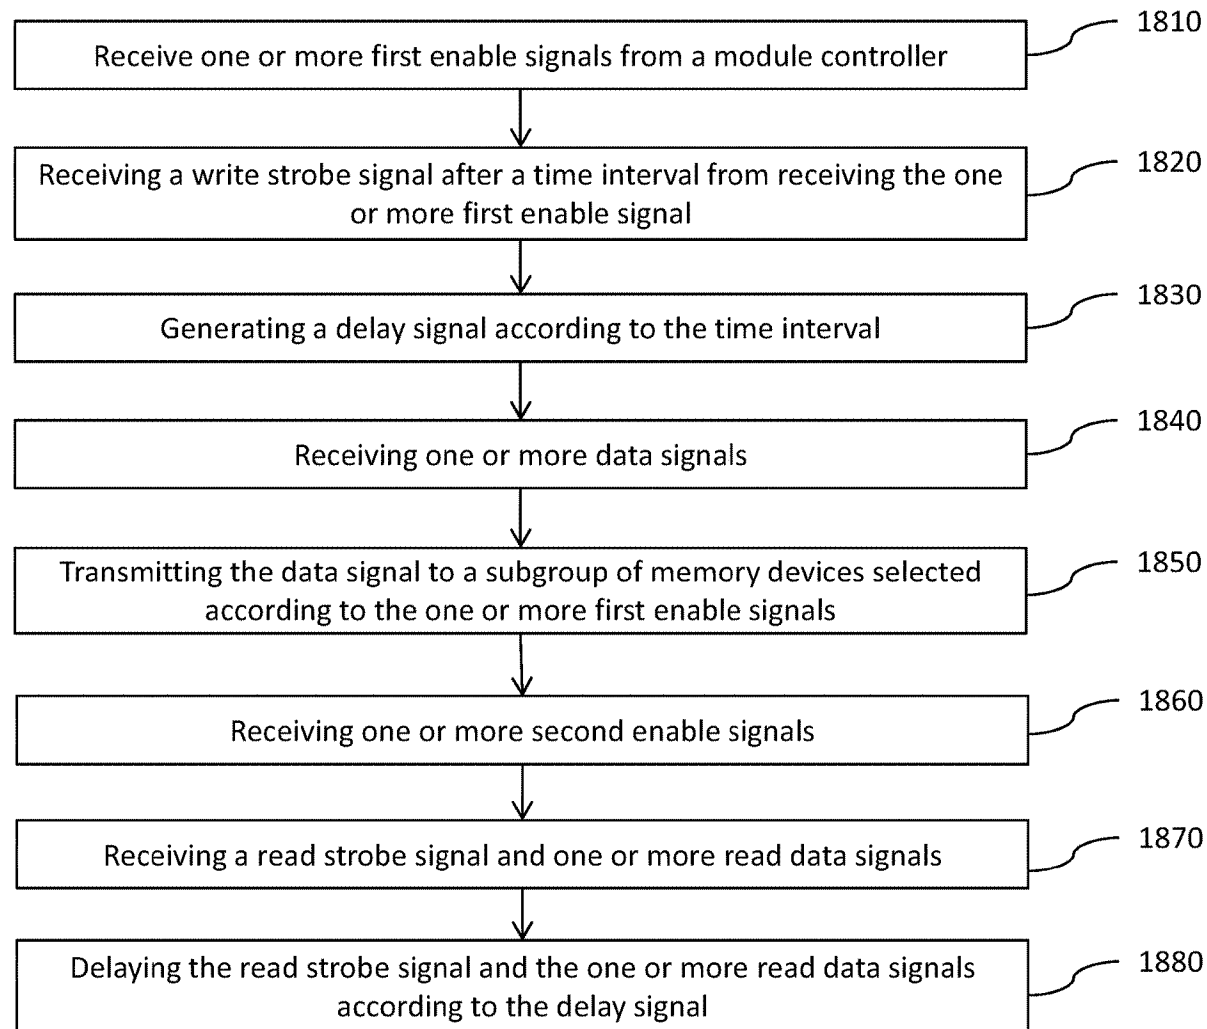 1810
Receive one or more first enable signals from a module controller
1820
Receiving a write strobe signal after a time interval from receiving the one
or more first enable signal
1830
Generating a delay signal according to the time interval
1840
Receiving one or more data signals
1850
Transmitting the data signal to a subgroup of memory devices selected
according to the one or more first enable signals
1860
Receiving one or more second enable signals
1870
Receiving a read strobe signal and one or more read data signals
1880
Delaying the read strobe signal and the one or more read data signals
according to the delay signal